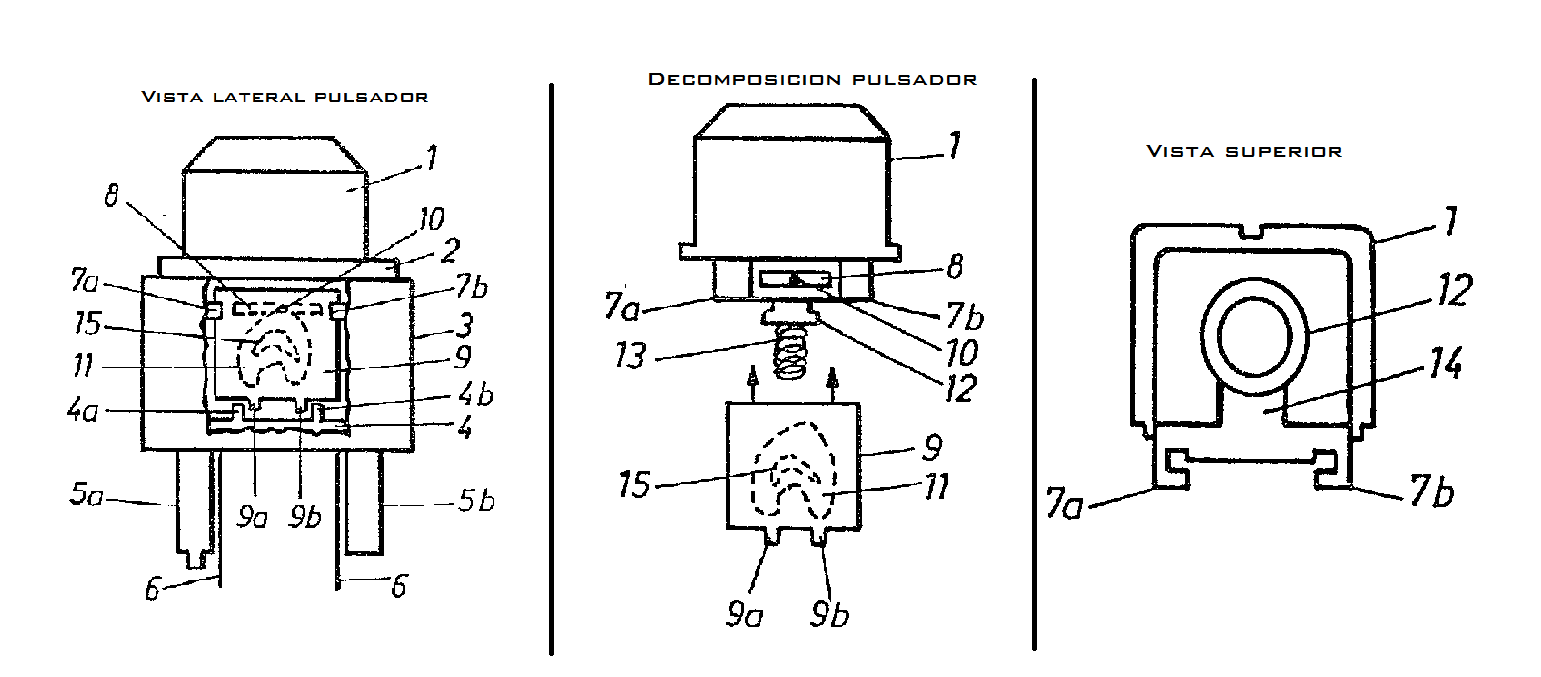 VISTA LATERAL PULSADOR
1
8
10
2
7a
7b
15
3
11
9
4a
4b
4
5a
9a
9b
5b
6
6
DECOMPOSICION PULSADOR
1
8
7a
7b
13
10
12
9
15
11
9a
9b
VISTA SUPERIOR
1
12
14
7a
7b